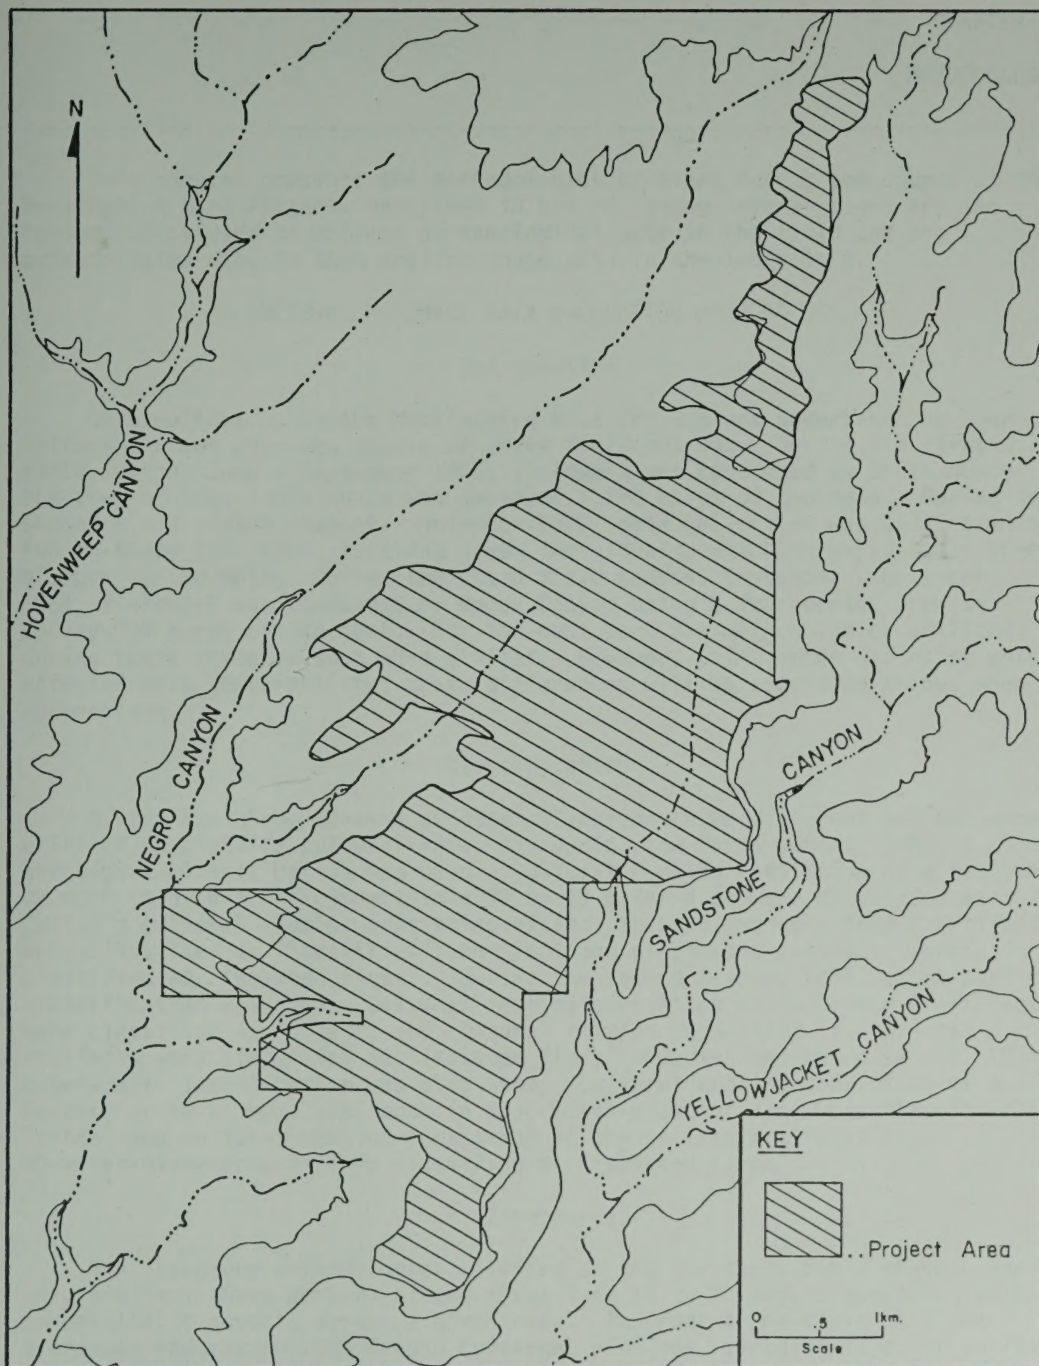 N
HOVENWEEP CANYON
NEGRO CANYON
CANYON
SANDSTONE
YELLOWJACKET CANYON
KEY
..Project Area
0 .5 1km.
Scale